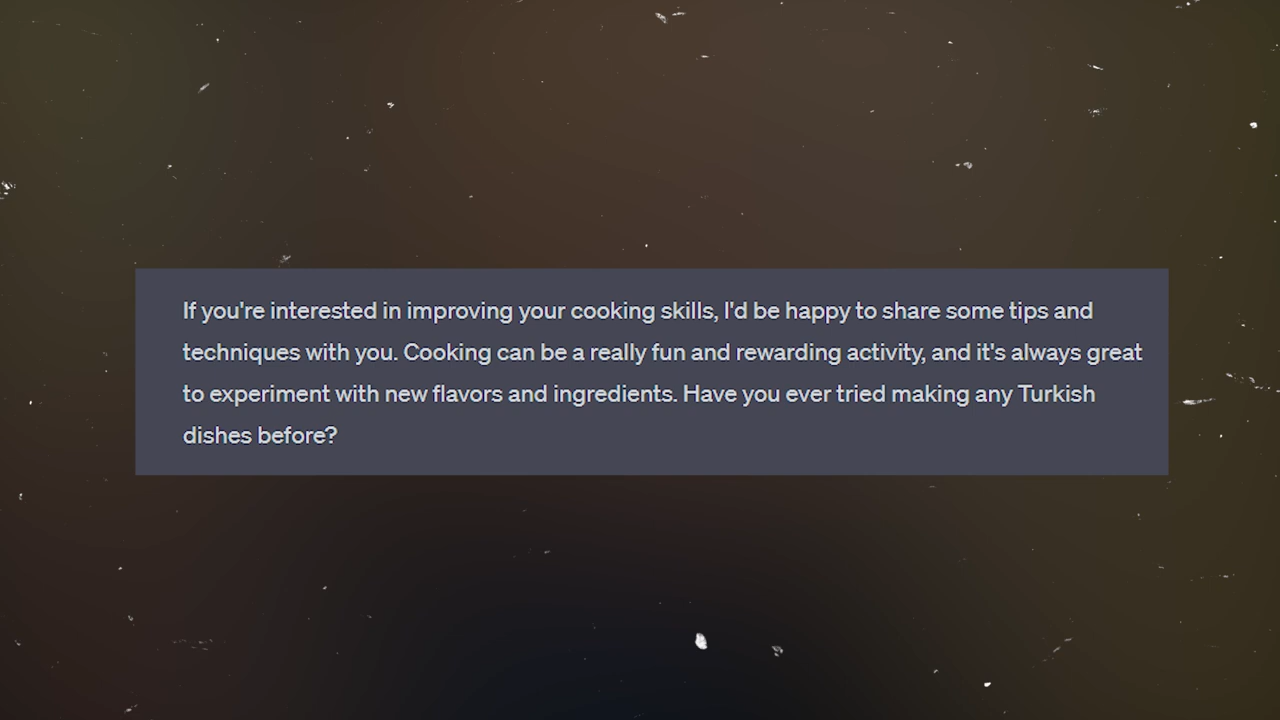 If you're interested in improving your cooking skills, I'd be happy to share some tips and
techniques with you. Cooking can be a really fun and rewarding activity, and it's always great
to experiment with new flavors and ingredients. Have you ever tried making any Turkish
dishes before?